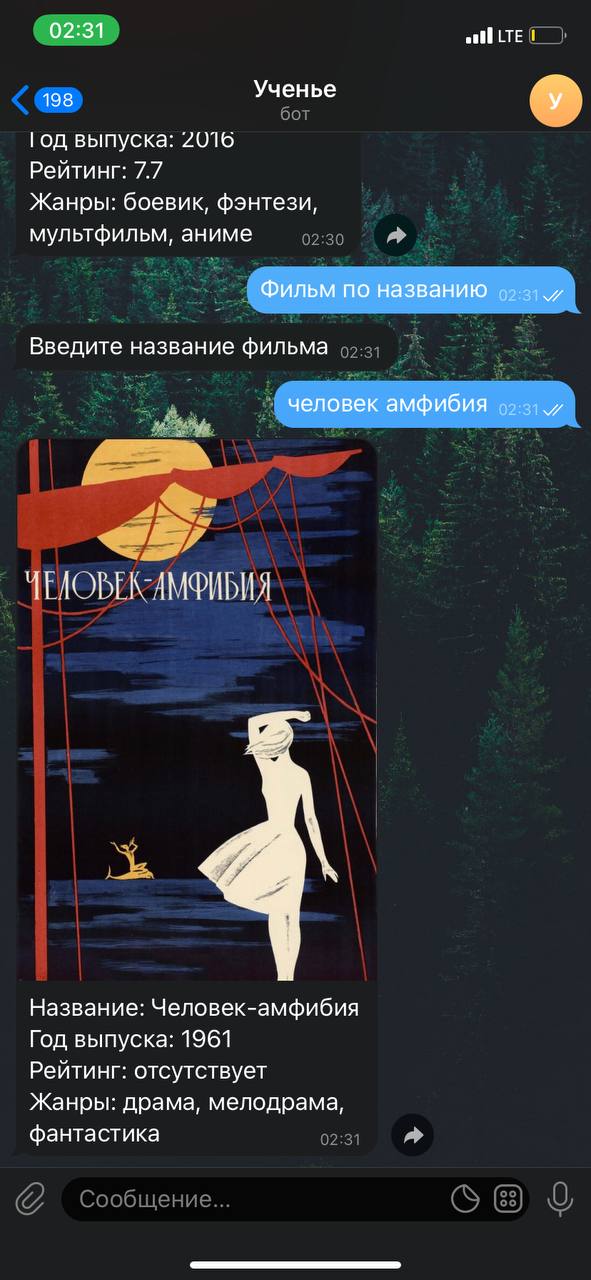 02:31
LTE
198
Ученье
бот
У
Год выпуска: 2016
Рейтинг: 7.7
Жанры: боевик, фэнтези,
мультфильм, аниме 02:30
Фильм по названию 02:31
Введите название фильма 02:31
человек амфибия 02:31
ЧЕЛОВЕК-АМФИБИЯ
Название: Человек-амфибия
Год выпуска: 1961
Рейтинг: отсутствует
Жанры: драма, мелодрама,
фантастика 02:31
Сообщение...